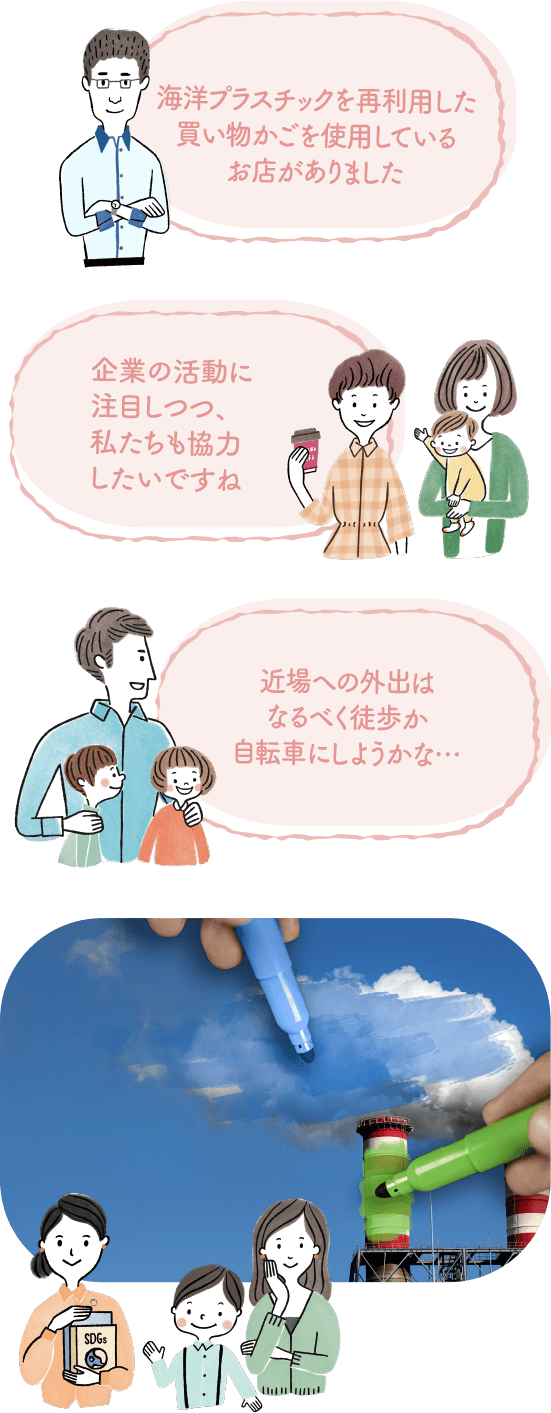 海洋プラスチックを再利用した
買い物かごを使用している
お店がありました
企業の活動に
注目しつつ、
私たちも協力
したいですね
近場への外出は
なるべく徒歩か
自転車にしようかな…
SDGs